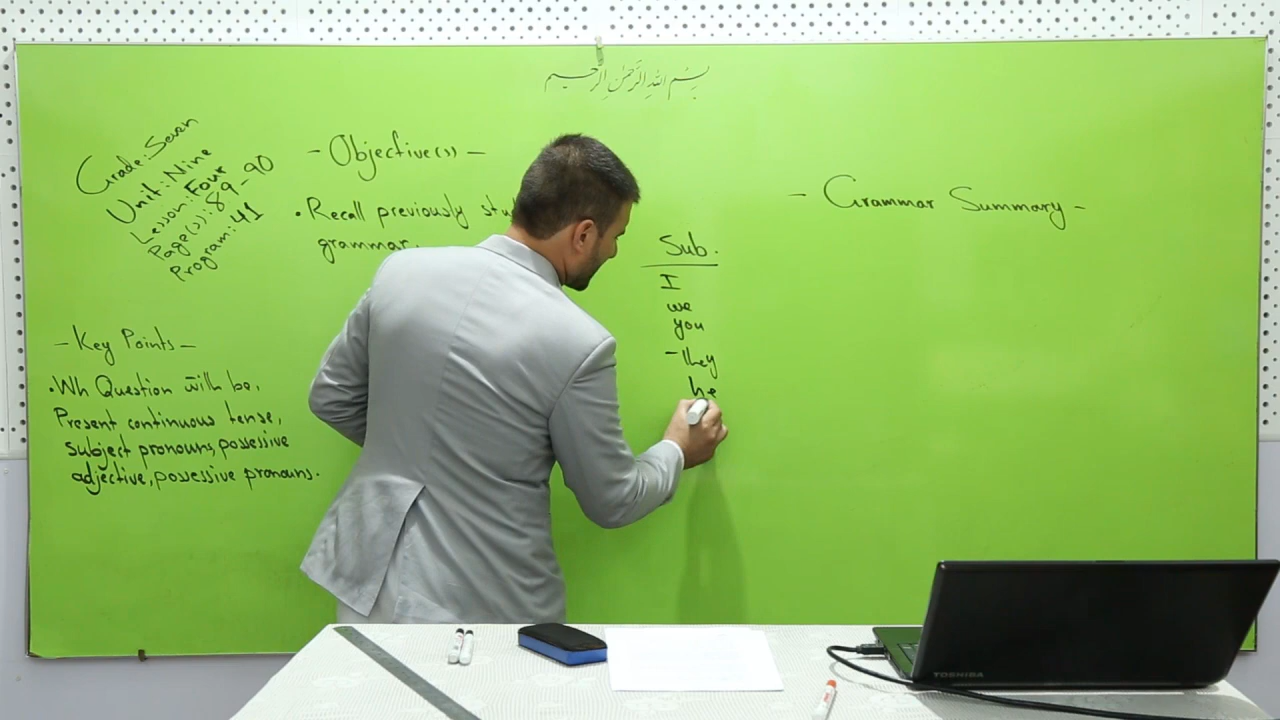 بسم الله الرحمن الرحیم
Grade: Seven
Unit: Nine
Lesson: Four
Page(s): 89-90
Program: 41
- Objective(s) -
• Recall previously
grammar.
- Key Points -
• Wh Question with be,
Present continuous tense,
subject pronouns, possessive
adjective, possessive pronouns.
Sub.
I
we
you
- they
he
- Grammar Summary -
TOSHIBA